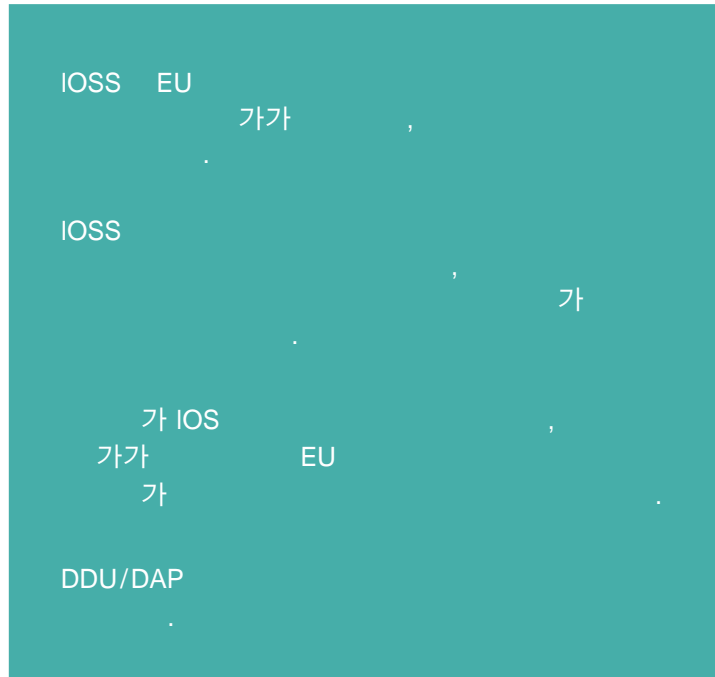 IOSS EU
가가 ,
.
IOSS
,
가
.
가 IOS ,
가가 EU
가 .
DDU/DAP
.